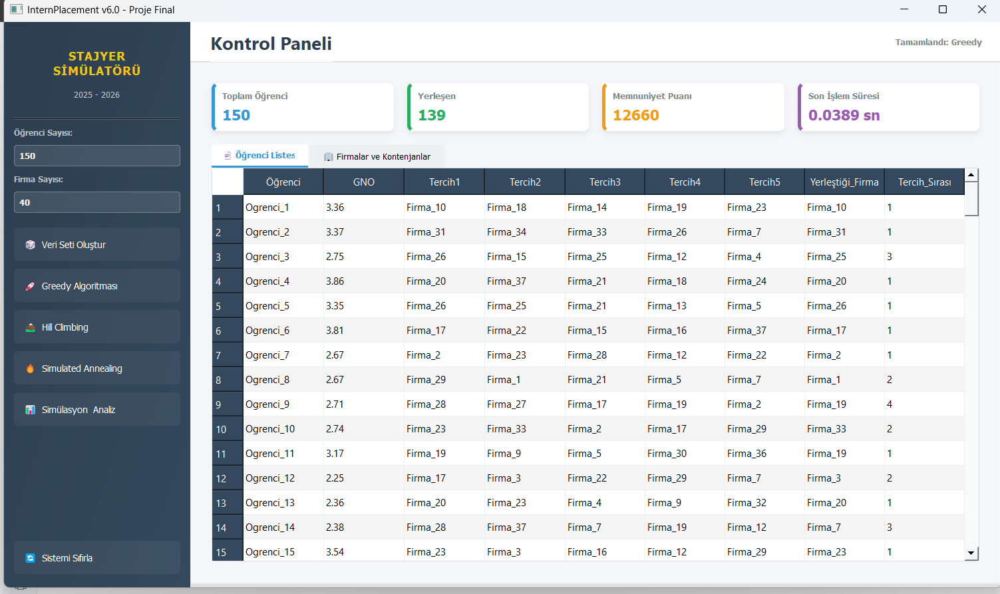 InternPlacement v6.0 - Proje Final
STAJYER
SİMÜLATÖRÜ
2025 - 2026
Öğrenci Sayısı:
150
Firma Sayısı:
40
Veri Seti Oluştur
Greedy Algoritması
Hill Climbing
Simulated Annealing
Simülasyon  Analiz
Sistemi Sıfırla
Kontrol Paneli
Tamamlandı: Greedy
Toplam Öğrenci
150
Yerleşen
139
Memnuniyet Puanı
12660
Son İşlem Süresi
0.0389 sn
Öğrenci Listes
Firmalar ve Kontenjanlar
Öğrenci GNO Tercih1 Tercih2 Tercih3 Tercih4 Tercih5 Yerleştiği_Firma Tercih_Sırası
1 Ogrenci_1 3.36 Firma_10 Firma_18 Firma_14 Firma_19 Firma_23 Firma_10 1
2 Ogrenci_2 3.37 Firma_31 Firma_34 Firma_33 Firma_26 Firma_7 Firma_31 1
3 Ogrenci_3 2.75 Firma_26 Firma_15 Firma_25 Firma_12 Firma_4 Firma_25 3
4 Ogrenci_4 3.86 Firma_20 Firma_37 Firma_21 Firma_18 Firma_24 Firma_20 1
5 Ogrenci_5 3.35 Firma_26 Firma_25 Firma_21 Firma_13 Firma_5 Firma_26 1
6 Ogrenci_6 3.81 Firma_17 Firma_22 Firma_15 Firma_16 Firma_37 Firma_17 1
7 Ogrenci_7 2.67 Firma_2 Firma_23 Firma_28 Firma_12 Firma_22 Firma_2 1
8 Ogrenci_8 2.67 Firma_29 Firma_1 Firma_21 Firma_5 Firma_7 Firma_1 2
9 Ogrenci_9 2.71 Firma_28 Firma_27 Firma_17 Firma_19 Firma_2 Firma_19 4
10 Ogrenci_10 2.74 Firma_23 Firma_33 Firma_2 Firma_17 Firma_29 Firma_33 2
11 Ogrenci_11 3.17 Firma_19 Firma_9 Firma_5 Firma_30 Firma_36 Firma_19 1
12 Ogrenci_12 2.25 Firma_17 Firma_3 Firma_22 Firma_29 Firma_7 Firma_3 2
13 Ogrenci_13 2.36 Firma_20 Firma_23 Firma_4 Firma_9 Firma_32 Firma_20 1
14 Ogrenci_14 2.38 Firma_28 Firma_37 Firma_7 Firma_19 Firma_12 Firma_7 3
15 Ogrenci_15 3.54 Firma_23 Firma_3 Firma_16 Firma_12 Firma_29 Firma_23 1